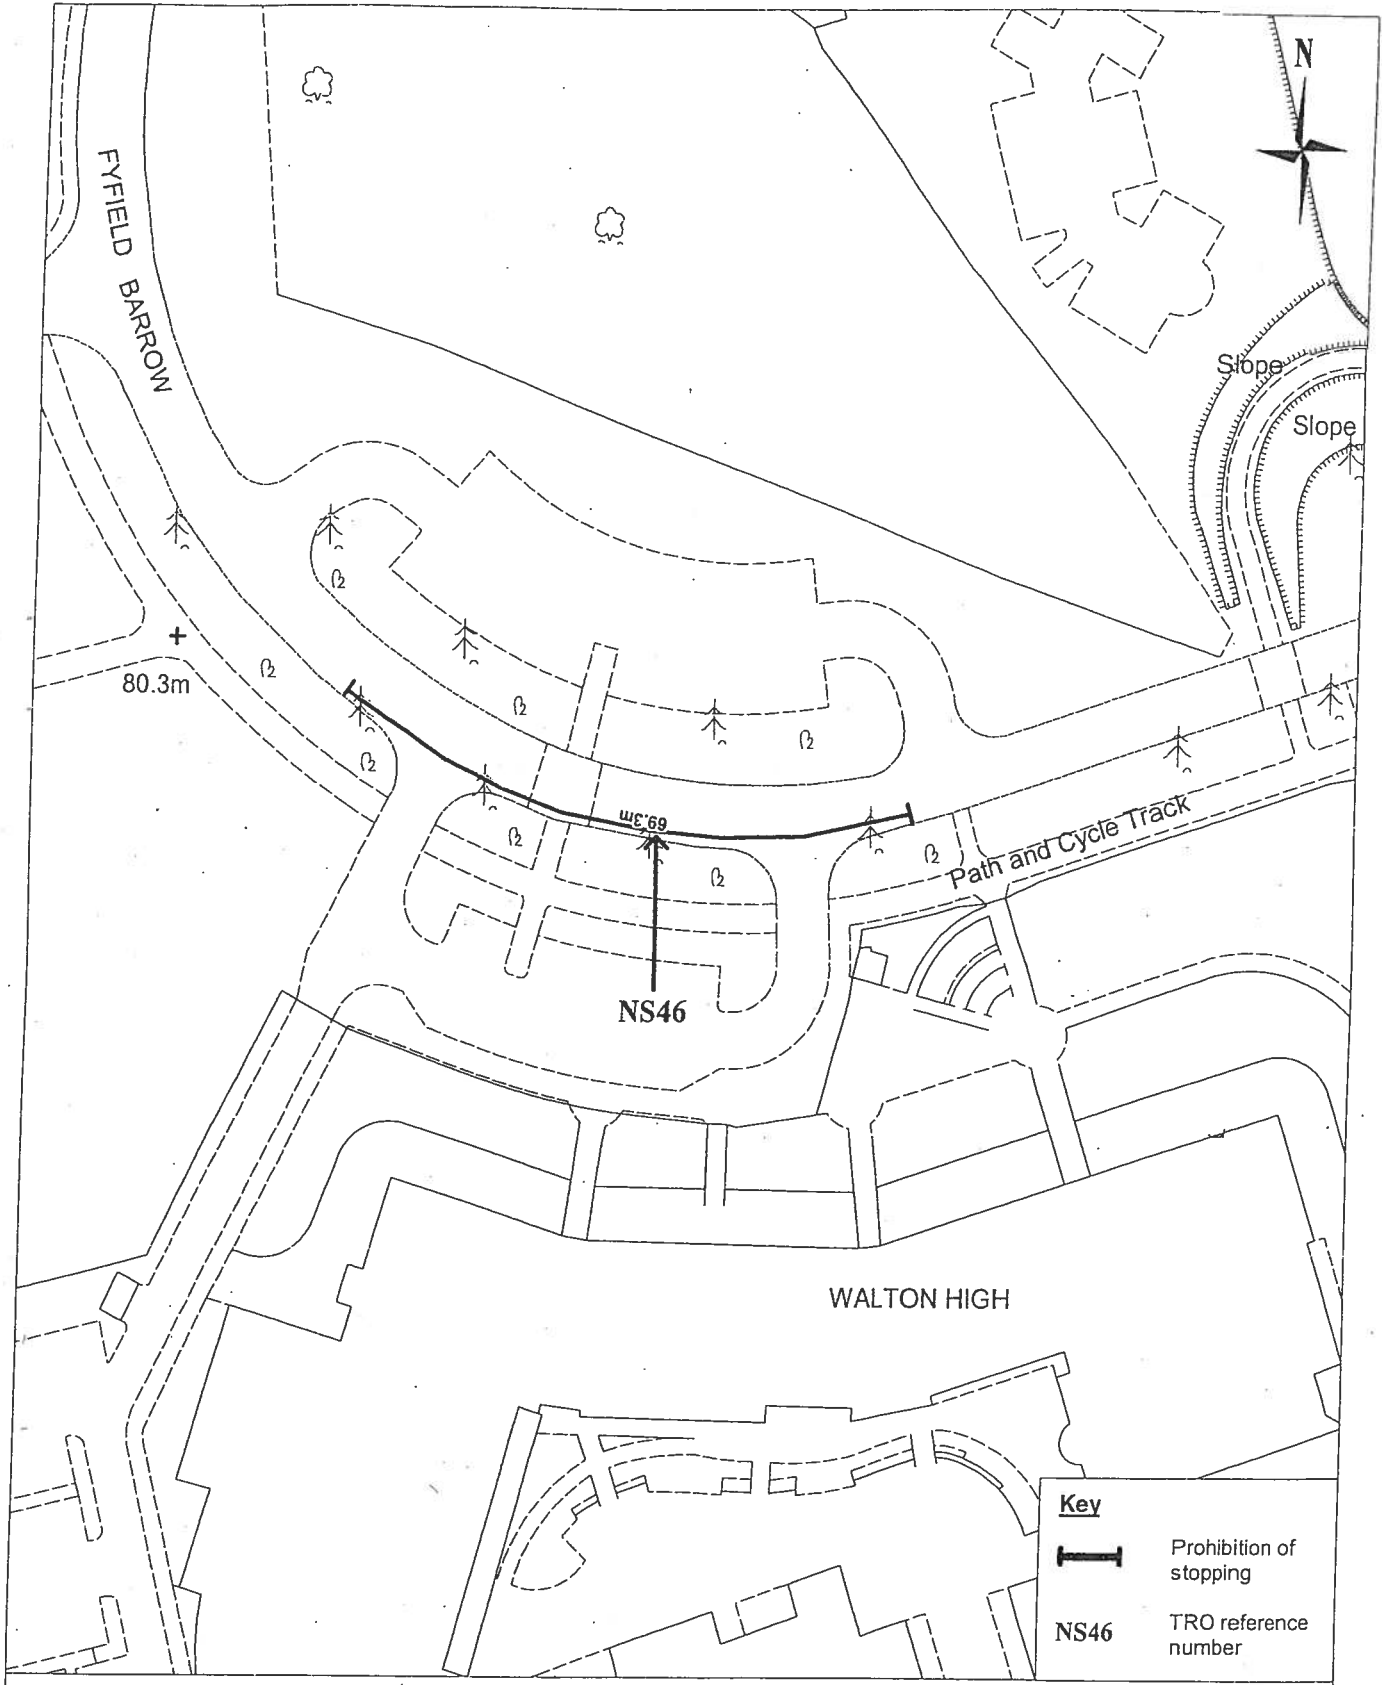 N
FYFIELD BARROW
Slope
Slope
80.3m
69.3m
Path and Cycle Track
NS46
WALTON HIGH
Key
Prohibition of
stopping
NS46
TRO reference
number